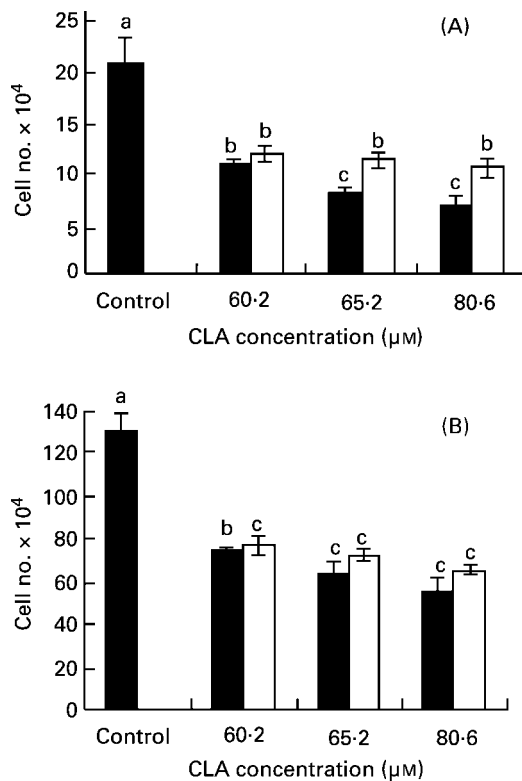 25
20
15
10
5
0
Cell no. × 10⁴
(A)
a
b b
c b
c b
Control 60·2 65·2 80·6
CLA concentration (μM)
140
120
100
80
60
40
20
0
Cell no. × 10⁴
(B)
a
b c
c c
c c
Control 60·2 65·2 80·6
CLA concentration (μM)